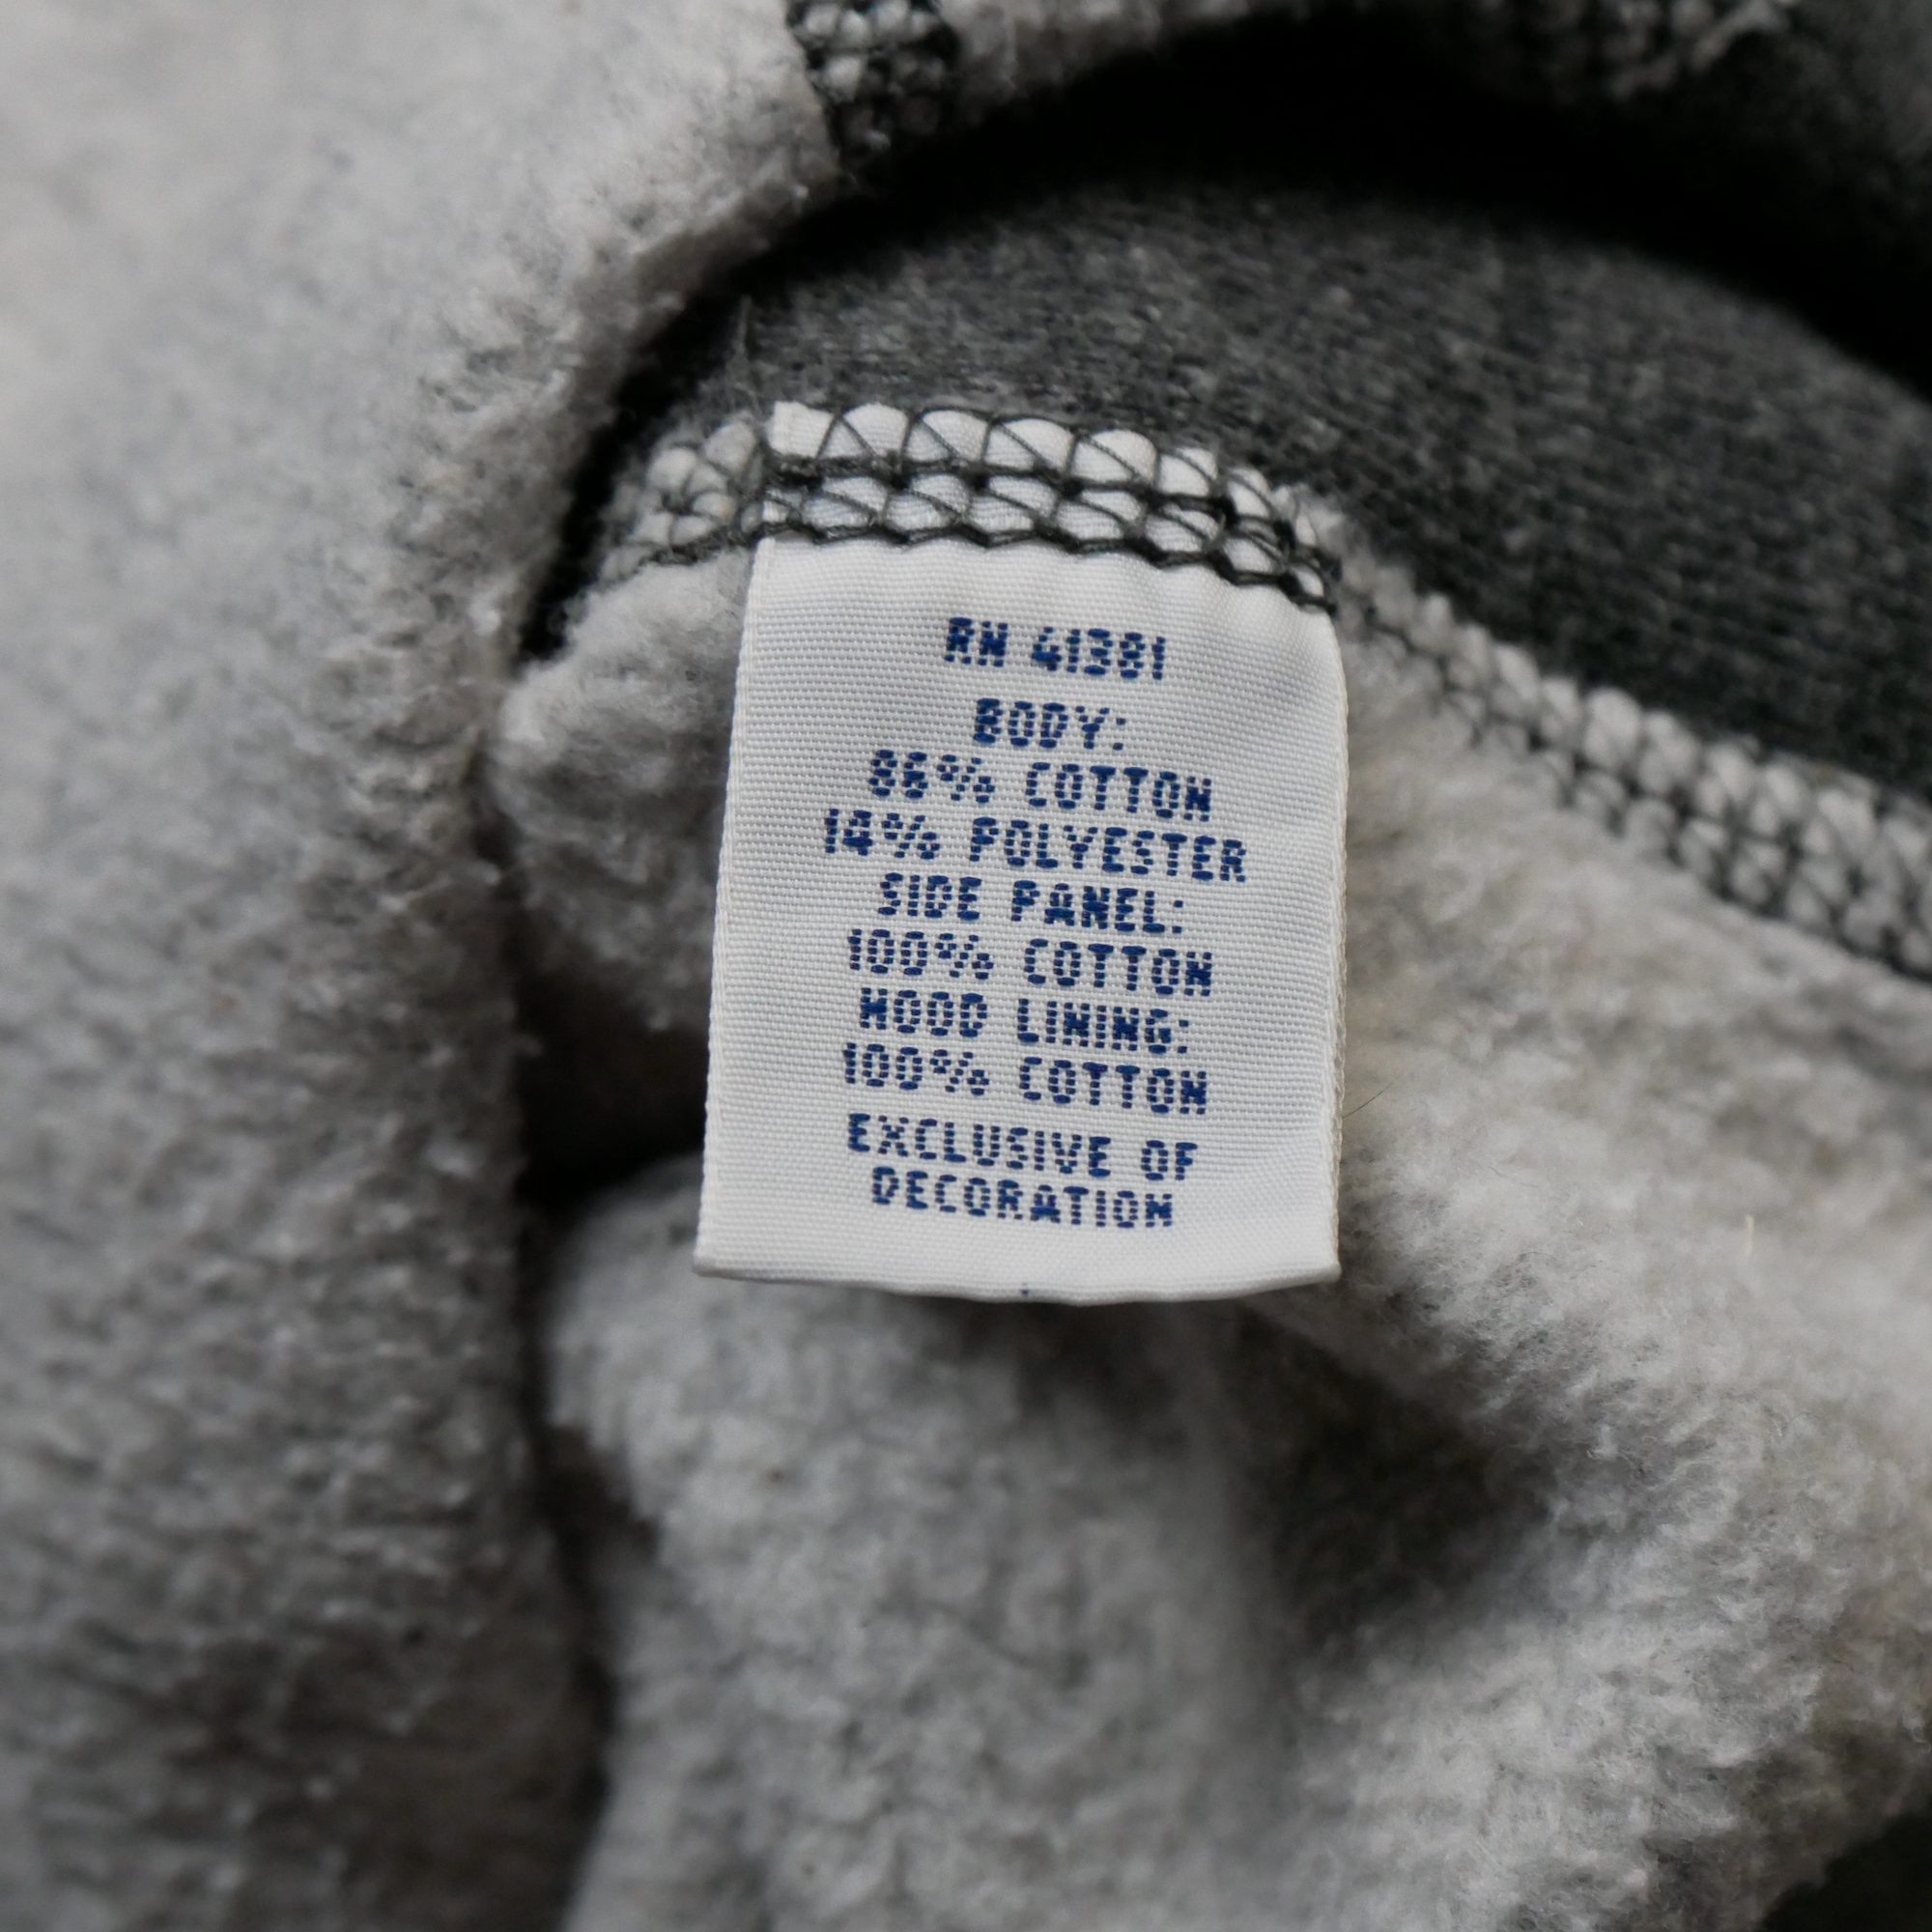 RN 41381
BODY:
86% COTTON
14% POLYESTER
SIDE PANEL:
100% COTTON
HOOD LINING:
100% COTTON
EXCLUSIVE OF
DECORATION